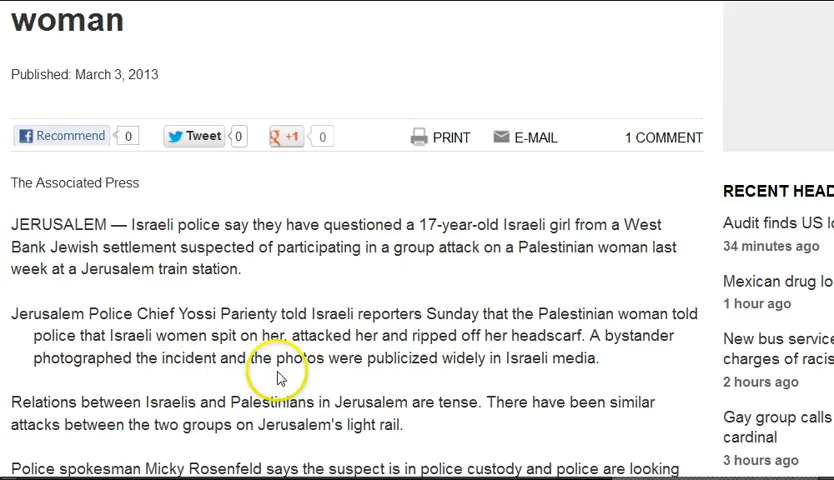 woman
Published: March 3, 2013
Recommend 0 Tweet 0 +1 0 PRINT E-MAIL 1 COMMENT
The Associated Press
JERUSALEM — Israeli police say they have questioned a 17-year-old Israeli girl from a West
Bank Jewish settlement suspected of participating in a group attack on a Palestinian woman last
week at a Jerusalem train station.
Jerusalem Police Chief Yossi Parienty told Israeli reporters Sunday that the Palestinian woman told
police that Israeli women spit on her, attacked her and ripped off her headscarf. A bystander
photographed the incident and the photos were publicized widely in Israeli media.
Relations between Israelis and Palestinians in Jerusalem are tense. There have been similar
attacks between the two groups on Jerusalem's light rail.
Police spokesman Micky Rosenfeld says the suspect is in police custody and police are looking
RECENT HEAD
Audit finds US lo
34 minutes ago
Mexican drug lo
1 hour ago
New bus service
charges of racis
2 hours ago
Gay group calls
cardinal
3 hours ago